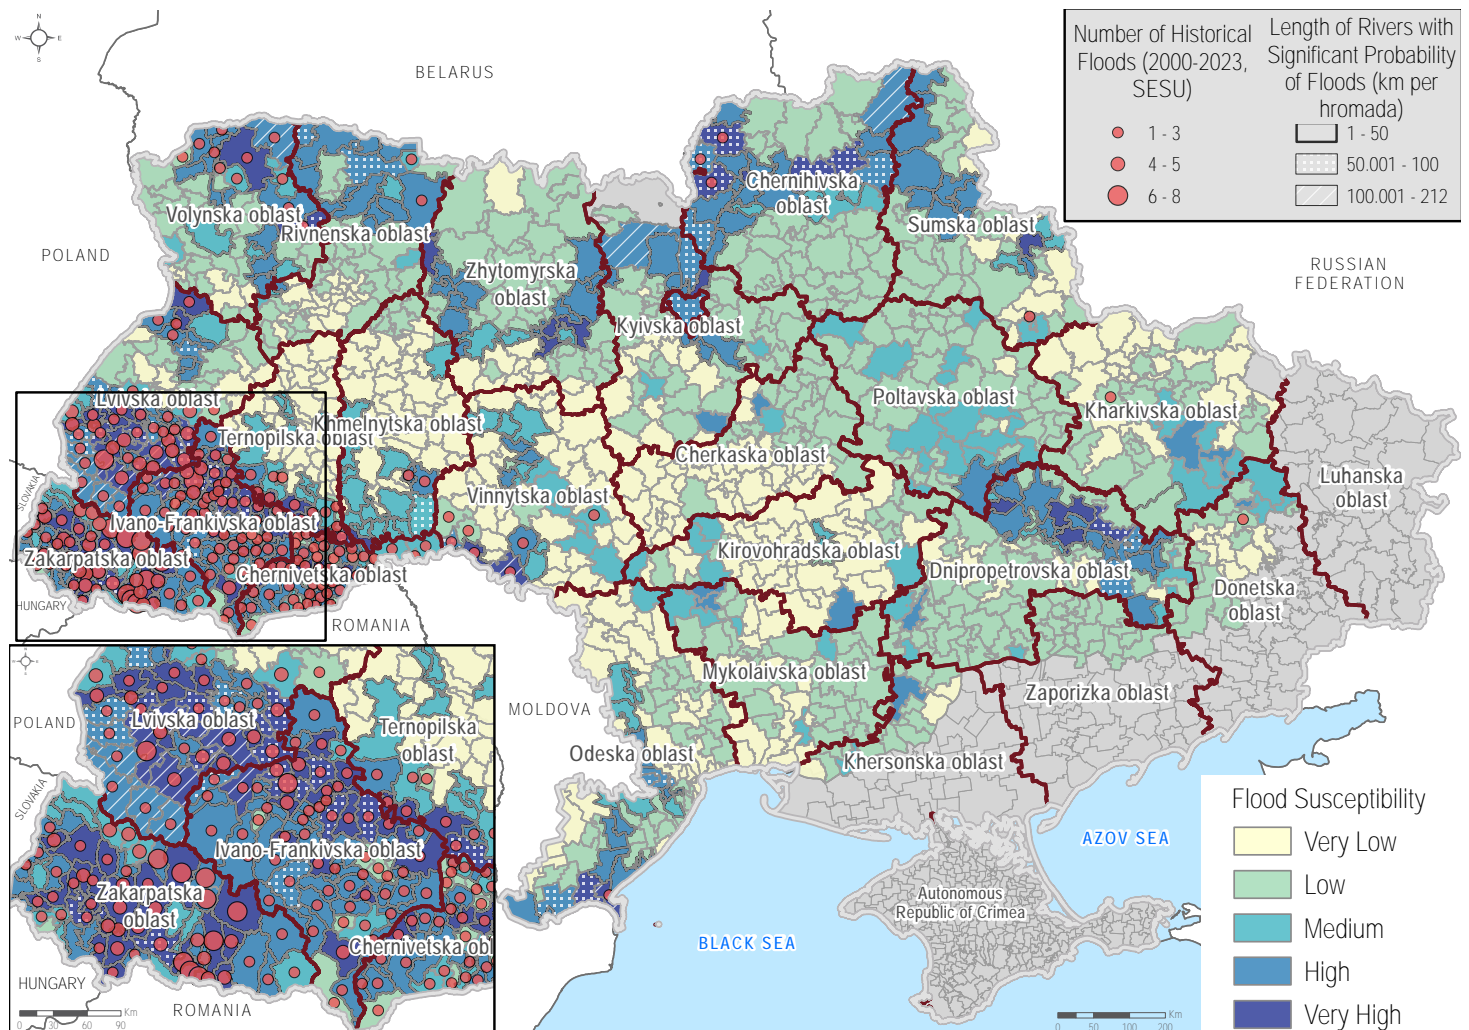 N
W
E
S
BELARUS
POLAND
RUSSIAN
FEDERATION
Number of Historical
Floods (2000-2023,
SESU)
1 - 3
4 - 5
6 - 8
Length of Rivers with
Significant Probability
of Floods (km per
hromada)
1 - 50
50.001 - 100
100.001 - 212
Volynska oblast
Rivnenska oblast
Zhytomyrska
oblast
Chernihivska
oblast
Sumska oblast
Kyivska oblast
Lvivska oblast
Ternopilska oblast
Khmelnytska oblast
Vinnytska oblast
Cherkaska oblast
Poltavska oblast
Kharkivska oblast
Luhanska
oblast
SLOVAKIA
Ivano-Frankivska oblast
Zakarpatska oblast
Chernivetska oblast
HUNGARY
ROMANIA
Kirovohradska oblast
Dnipropetrovska oblast
Donetska
oblast
Mykolaivska oblast
Zaporizka oblast
MOLDOVA
Odeska oblast
Khersonska oblast
AZOV SEA
BLACK SEA
Autonomous
Republic of Crimea
0 50 100 200
Km
POLAND
Lvivska oblast
Ternopilska
oblast
SLOVAKIA
Ivano-Frankivska oblast
Zakarpatska
oblast
Chernivetska obl
HUNGARY
ROMANIA
0 30 60 90
Km
Flood Susceptibility
Very Low
Low
Medium
High
Very High